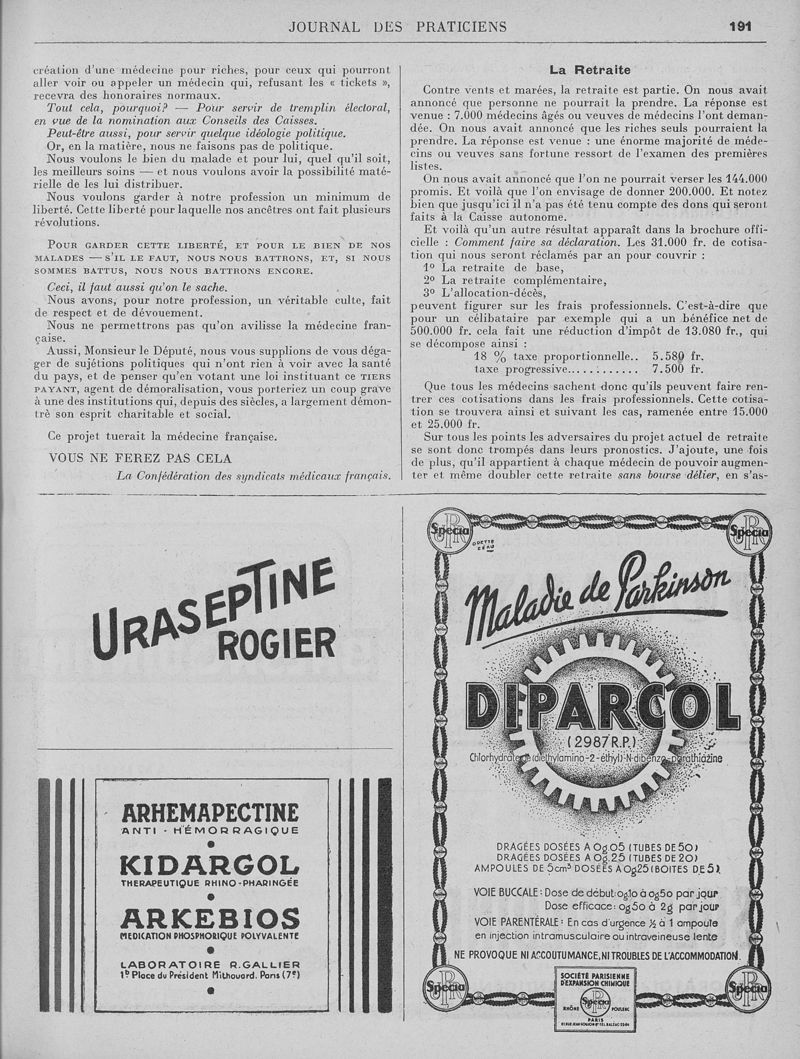 JOURNAL DES PRATICIENS 191
création d'une médecine pour riches, pour ceux qui pourront
aller voir ou appeler un médecin qui, refusant les « tickets »,
recevra des honoraires normaux.
Tout cela, pourquoi? — Pour servir de tremplin électoral,
en vue de la nomination aux Conseils des Caisses.
Peut-être aussi, pour servir quelque idéologie politique.
Or, en la matière, nous ne faisons pas de politique.
Nous voulons le bien du malade et pour lui, quel qu'il soit,
les meilleurs soins — et nous voulons avoir la possibilité maté-
rielle de les lui distribuer.
Nous voulons garder à notre profession un minimum de
liberté. Cette liberté pour laquelle nos ancêtres ont fait plusieurs
révolutions.
POUR GARDER CETTE LIBERTÉ, ET POUR LE BIEN DE NOS
MALADES — S'IL LE FAUT, NOUS NOUS BATTRONS, ET, SI NOUS
SOMMES BATTUS, NOUS NOUS BATTRONS ENCORE.
Ceci, il faut aussi qu'on le sache.
Nous avons, pour notre profession, un véritable culte, fait
de respect et de dévouement.
Nous ne permettrons pas qu'on avilisse la médecine fran-
çaise.
Aussi, Monsieur le Député, nous vous supplions de vous déga-
ger de sujétions politiques qui n'ont rien à voir avec la santé
du pays, et de penser qu'en votant une loi instituant ce TIERS
PAYANT, agent de démoralisation, vous porteriez un coup grave
à une des institutions qui, depuis des siècles, a largement démon-
trè son esprit charitable et social.
Ce projet tuerait la médecine française.
VOUS NE FEREZ PAS CELA
La Confédération des syndicats médicaux français.
La Retraite
Contre vents et marées, la retraite est partie. On nous avait
annoncé que personne ne pourrait la prendre. La réponse est
venue : 7.000 médecins âgés ou veuves de médecins l'ont deman-
dée. On nous avait annoncé que les riches seuls pourraient la
prendre. La réponse est venue : une énorme majorité de méde-
cins ou veuves sans fortune ressort de l'examen des premières
listes.
On nous avait annoncé que l'on ne pourrait verser les 144.000
promis. Et voilà que l'on envisage de donner 200.000. Et notez
bien que jusqu'ici il n'a pas été tenu compte des dons qui seront
faits à la Caisse autonome.
Et voilà qu'un autre résultat apparaît dans la brochure offi-
cielle : Comment faire sa déclaration. Les 31.000 fr. de cotisa-
tion qui nous seront réclamés par an pour couvrir :
1º La retraite de base,
2º La retraite complémentaire,
3º L'allocation-décès,
peuvent figurer sur les frais professionnels. C'est-à-dire que
pour un célibataire par exemple qui a un bénéfice net de
500.000 fr. cela fait une réduction d'impôt de 13.080 fr., qui
se décompose ainsi :
18 % taxe proportionnelle.. 5.580 fr.
taxe progressive............ 7.500 fr.
Que tous les médecins sachent donc qu'ils peuvent faire ren-
trer ces cotisations dans les frais professionnels. Cette cotisa-
tion se trouvera ainsi et suivant les cas, ramenée entre 15.000
et 25.000 fr.
Sur tous les points les adversaires du projet actuel de retraite
se sont donc trompés dans leurs pronostics. J'ajoute, une fois
de plus, qu'il appartient à chaque médecin de pouvoir augmen-
ter et même doubler cette retraite sans bourse délier, en s'as-
URASEPTINE
ROGIER
ARHEMAPECTINE
ANTI - HÉMORRAGIQUE
KIDARGOL
THERAPEUTIQUE RHINO-PHARINGÉE
ARKEBIOS
MEDICATION PHOSPHORIQUE POLYVALENTE
LABORATOIRE R. GALLIER
1b Place du Président Mithouard. Paris (7e)
Specia
Specia
ODETTE
Maladie de Parkinson
DIPARCOL
(2987 R.P.)
Chlorhydrate de (diethylamino-2-éthyl)-N-dibenzo-parathiazine
DRAGÉES DOSÉES A 0g05 (TUBES DE 50)
DRAGÉES DOSÉES A 0g.25 (TUBES DE 20)
AMPOULES DE 5cm3 DOSÉES A 0g25 (BOITES DE 5).
VOIE BUCCALE : Dose de début: 0g10 à 0g50 par jour
Dose efficace: 0g50 à 2g par jour
VOIE PARENTÉRALE : En cas d'urgence ½ à 1 ampoule
en injection intramusculaire ou intraveineuse lente
NE PROVOQUE NI ACCOUTUMANCE, NI TROUBLES DE L'ACCOMMODATION.
Specia
SOCIÉTÉ PARISIENNE
D'EXPANSION CHIMIQUE
Specia
RHÔNE POULENC
PARIS
Specia